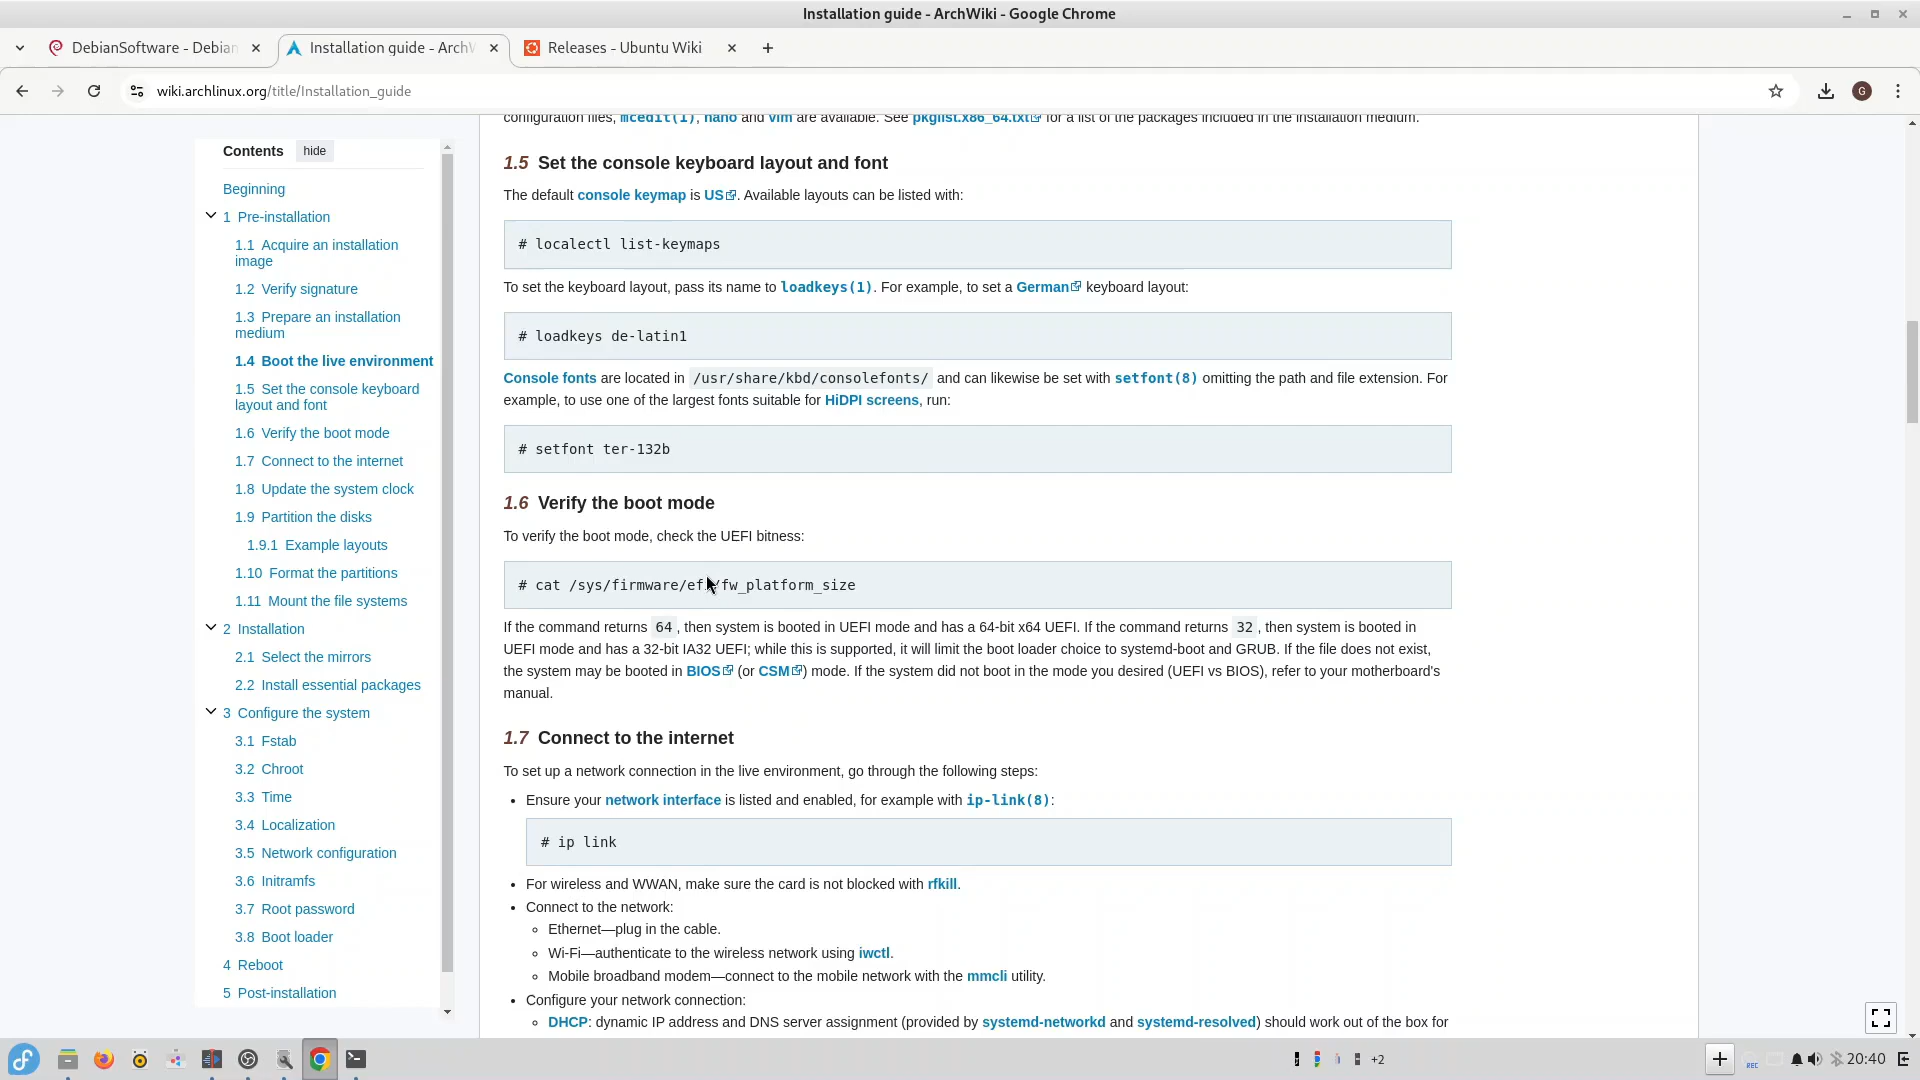 Installation guide - ArchWiki - Google Chrome
DebianSoftware - Debian
Installation guide - ArchW
Releases - Ubuntu Wiki
wiki.archlinux.org/title/Installation_guide
G
Contents hide
Beginning
1 Pre-installation
1.1 Acquire an installation
image
1.2 Verify signature
1.3 Prepare an installation
medium
1.4 Boot the live environment
1.5 Set the console keyboard
layout and font
1.6 Verify the boot mode
1.7 Connect to the internet
1.8 Update the system clock
1.9 Partition the disks
1.9.1 Example layouts
1.10 Format the partitions
1.11 Mount the file systems
2 Installation
2.1 Select the mirrors
2.2 Install essential packages
3 Configure the system
3.1 Fstab
3.2 Chroot
3.3 Time
3.4 Localization
3.5 Network configuration
3.6 Initramfs
3.7 Root password
3.8 Boot loader
4 Reboot
5 Post-installation
configuration files, mcedit(1), nano and vim are available. See pkglist.x86_64.txt for a list of the packages included in the installation medium.
1.5 Set the console keyboard layout and font
The default console keymap is US. Available layouts can be listed with:
# localectl list-keymaps
To set the keyboard layout, pass its name to loadkeys(1). For example, to set a German keyboard layout:
# loadkeys de-latin1
Console fonts are located in /usr/share/kbd/consolefonts/ and can likewise be set with setfont(8) omitting the path and file extension. For
example, to use one of the largest fonts suitable for HiDPI screens, run:
# setfont ter-132b
1.6 Verify the boot mode
To verify the boot mode, check the UEFI bitness:
# cat /sys/firmware/efi/fw_platform_size
If the command returns 64, then system is booted in UEFI mode and has a 64-bit x64 UEFI. If the command returns 32, then system is booted in
UEFI mode and has a 32-bit IA32 UEFI; while this is supported, it will limit the boot loader choice to systemd-boot and GRUB. If the file does not exist,
the system may be booted in BIOS (or CSM) mode. If the system did not boot in the mode you desired (UEFI vs BIOS), refer to your motherboard's
manual.
1.7 Connect to the internet
To set up a network connection in the live environment, go through the following steps:
• Ensure your network interface is listed and enabled, for example with ip-link(8):
# ip link
• For wireless and WWAN, make sure the card is not blocked with rfkill.
• Connect to the network:
◦ Ethernet—plug in the cable.
◦ Wi-Fi—authenticate to the wireless network using iwctl.
◦ Mobile broadband modem—connect to the mobile network with the mmcli utility.
• Configure your network connection:
◦ DHCP: dynamic IP address and DNS server assignment (provided by systemd-networkd and systemd-resolved) should work out of the box for
+2
REC
20:40